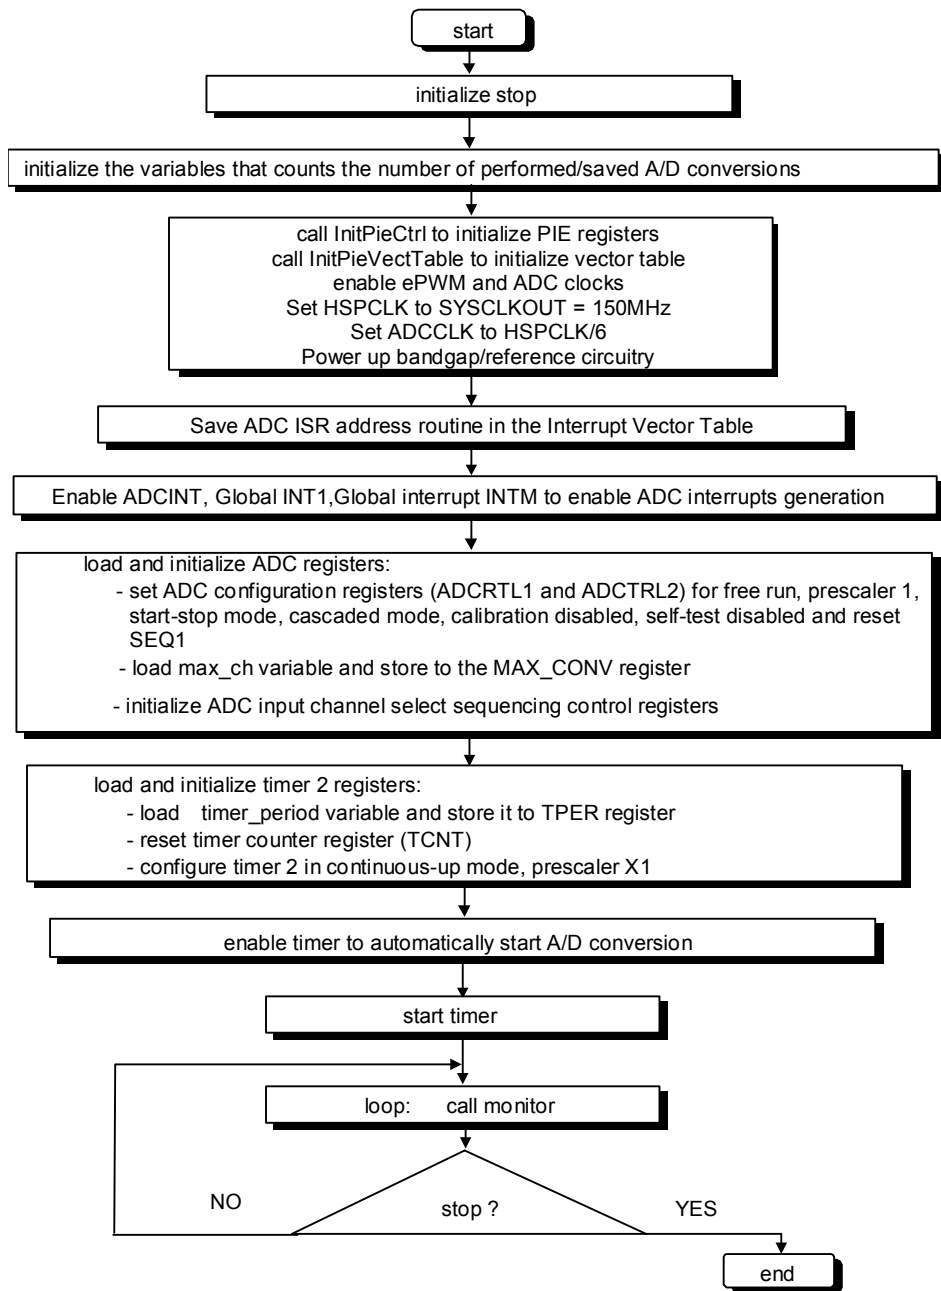 start
initialize stop
initialize the variables that counts the number of performed/saved A/D conversions
call InitPieCtrl to initialize PIE registers
call InitPieVectTable to initialize vector table
enable ePWM and ADC clocks
Set HSPCLK to SYSCLKOUT = 150MHz
Set ADCCLK to HSPCLK/6
Power up bandgap/reference circuitry
Save ADC ISR address routine in the Interrupt Vector Table
Enable ADCINT, Global INT1,Global interrupt INTM to enable ADC interrupts generation
load and initialize ADC registers:
- set ADC configuration registers (ADCRTL1 and ADCTRL2) for free run, prescaler 1,
start-stop mode, cascaded mode, calibration disabled, self-test disabled and reset
SEQ1
- load max_ch variable and store to the MAX_CONV register
- initialize ADC input channel select sequencing control registers
load and initialize timer 2 registers:
- load timer_period variable and store it to TPER register
- reset timer counter register (TCNT)
- configure timer 2 in continuous-up mode, prescaler X1
enable timer to automatically start A/D conversion
start timer
loop: call monitor
NO
stop ?
YES
end